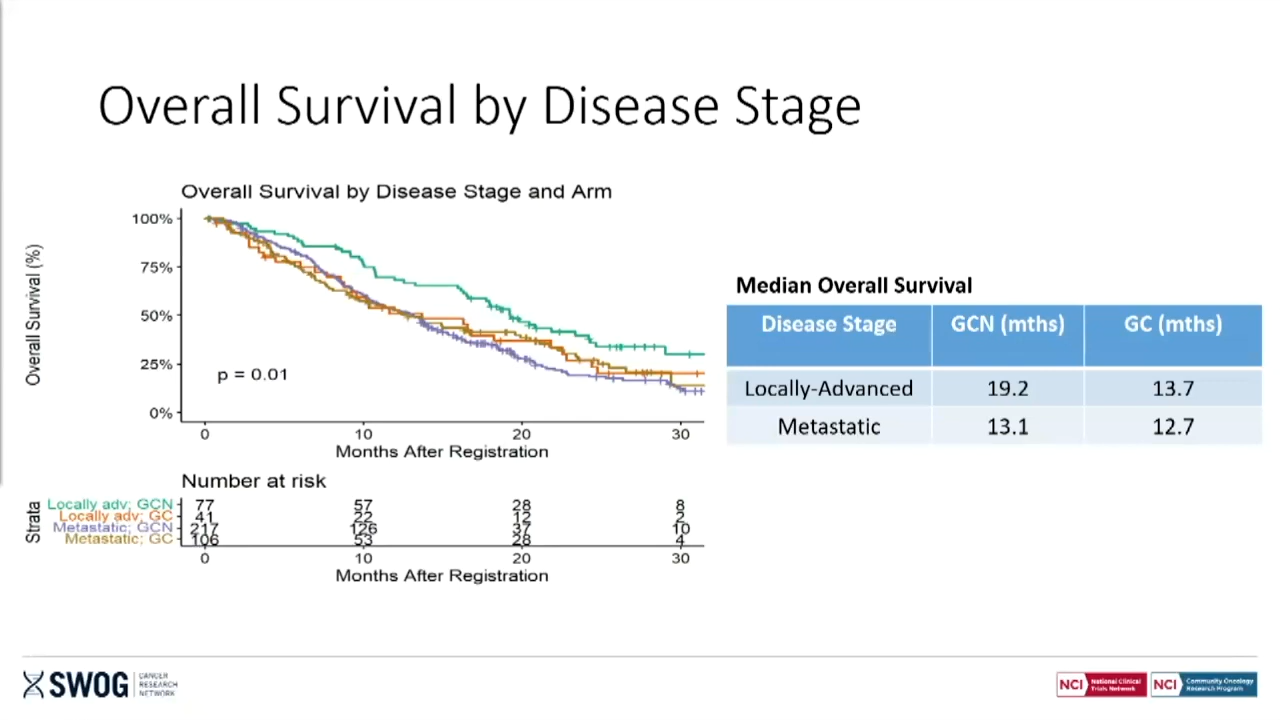 Overall Survival by Disease Stage
Overall Survival by Disease Stage and Arm
Overall Survival (%)
100%
75%
50%
25%
0%
p = 0.01
0 10 20 30
Months After Registration
Number at risk
Strata
Locally adv; GCN 77 57 28 8
Locally adv; GC 41 22 12 2
Metastatic; GCN 217 126 37 10
Metastatic; GC 106 53 28 4
0 10 20 30
Months After Registration
Median Overall Survival
Disease Stage GCN (mths) GC (mths)
Locally-Advanced 19.2 13.7
Metastatic 13.1 12.7
SWOG
CANCER
RESEARCH
NETWORK
NCI National Clinical
Trials Network
NCI Community Oncology
Research Program